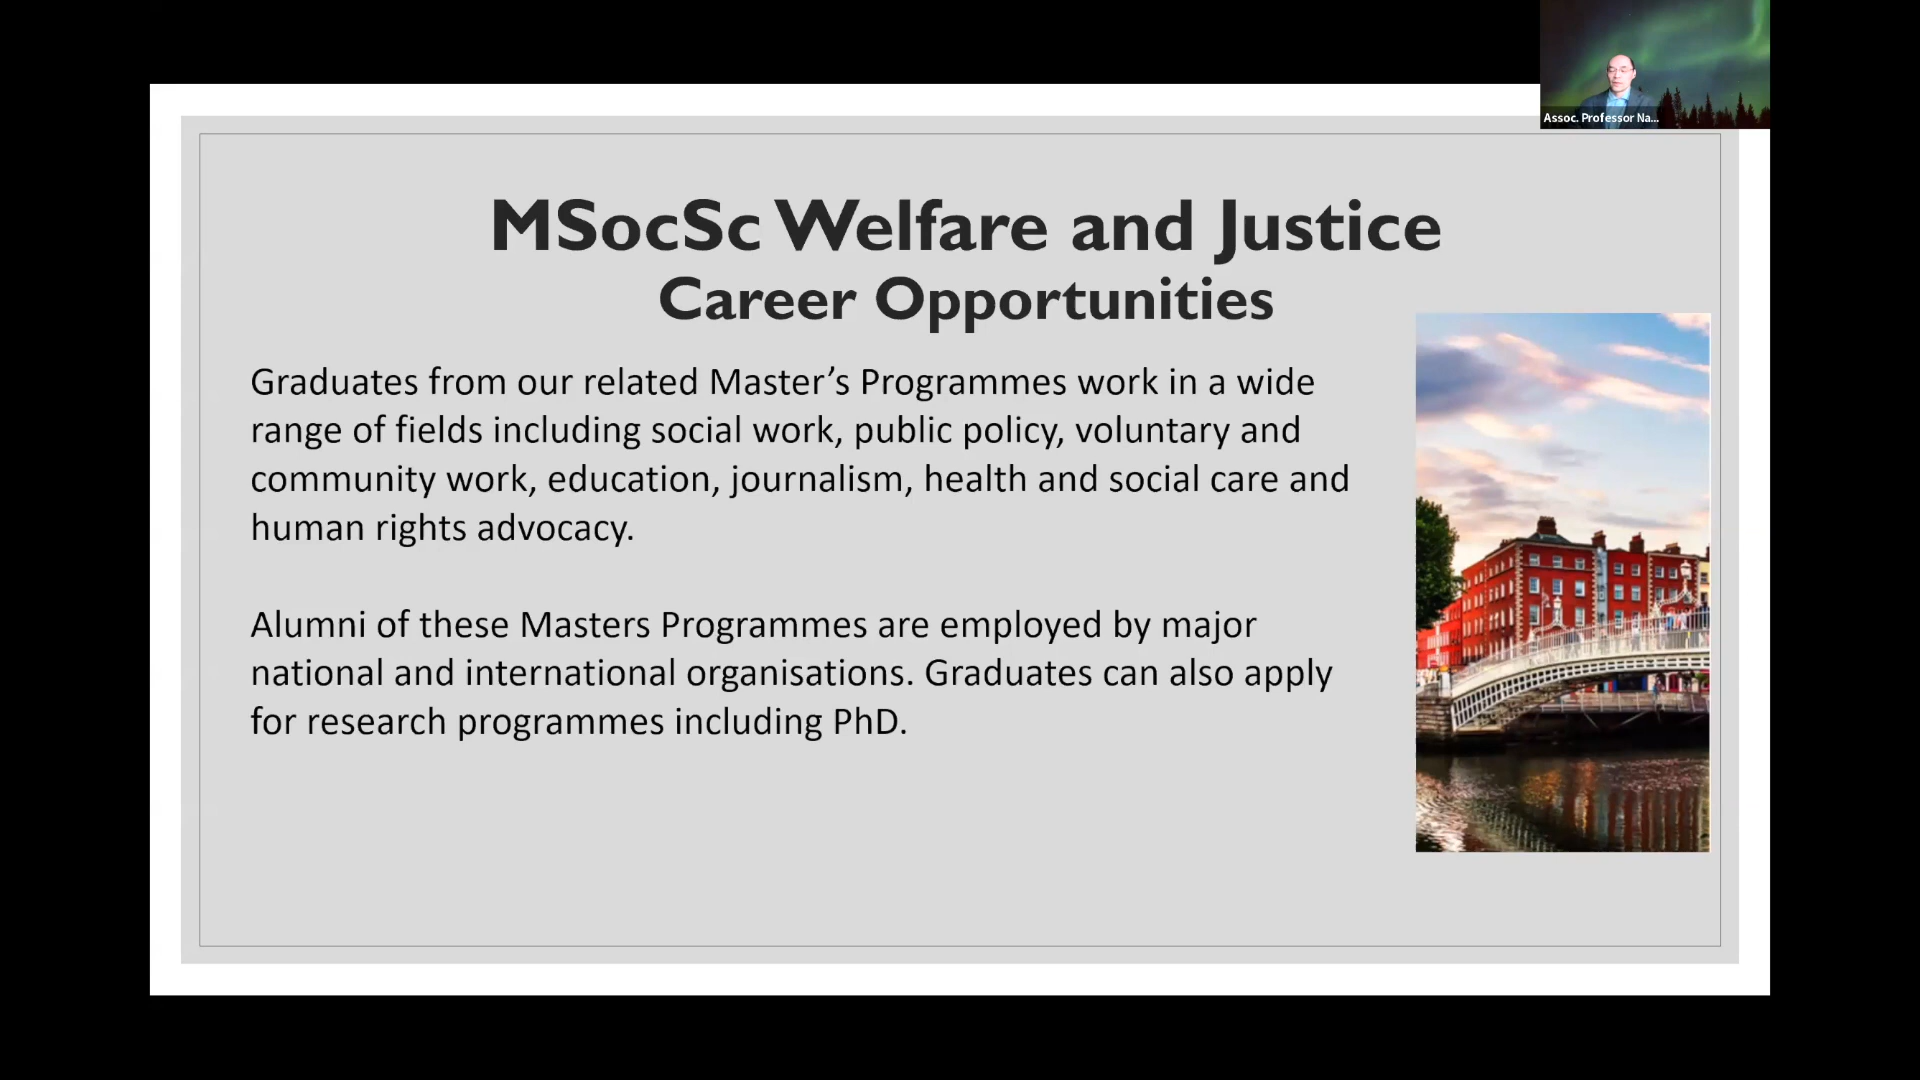 Assoc. Professor Na...
MSocSc Welfare and Justice
Career Opportunities
Graduates from our related Master’s Programmes work in a wide
range of fields including social work, public policy, voluntary and
community work, education, journalism, health and social care and
human rights advocacy.
Alumni of these Masters Programmes are employed by major
national and international organisations. Graduates can also apply
for research programmes including PhD.